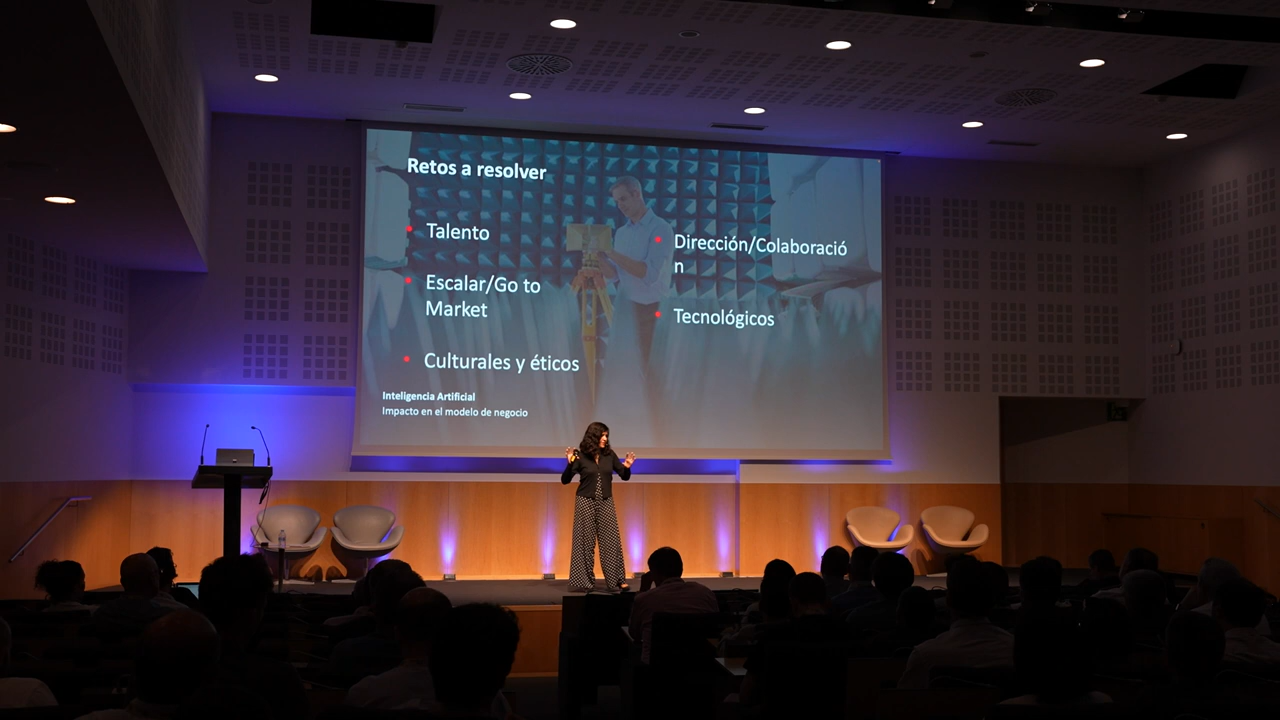 Retos a resolver
Talento
Escalar/Go to
Market
Culturales y éticos
Dirección/Colaboració
n
Tecnológicos
Inteligencia Artificial
Impacto en el modelo de negocio